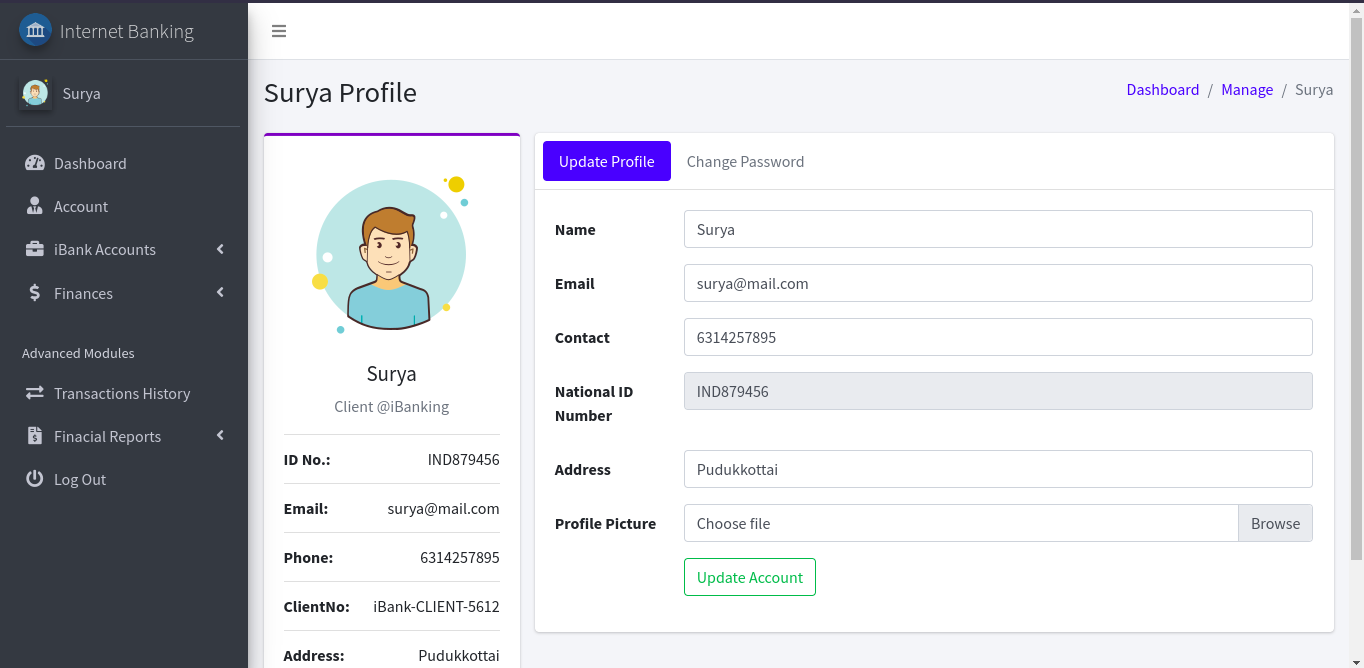 Internet Banking
Surya
Dashboard
Account
iBank Accounts
Finances
Advanced Modules
Transactions History
Finacial Reports
Log Out
Surya Profile
Dashboard / Manage / Surya
Surya
Client @iBanking
ID No.: IND879456
Email: surya@mail.com
Phone: 6314257895
ClientNo: iBank-CLIENT-5612
Address: Pudukkottai
Update Profile Change Password
Name Surya
Email surya@mail.com
Contact 6314257895
National ID IND879456
Number
Address Pudukkottai
Profile Picture Choose file Browse
Update Account